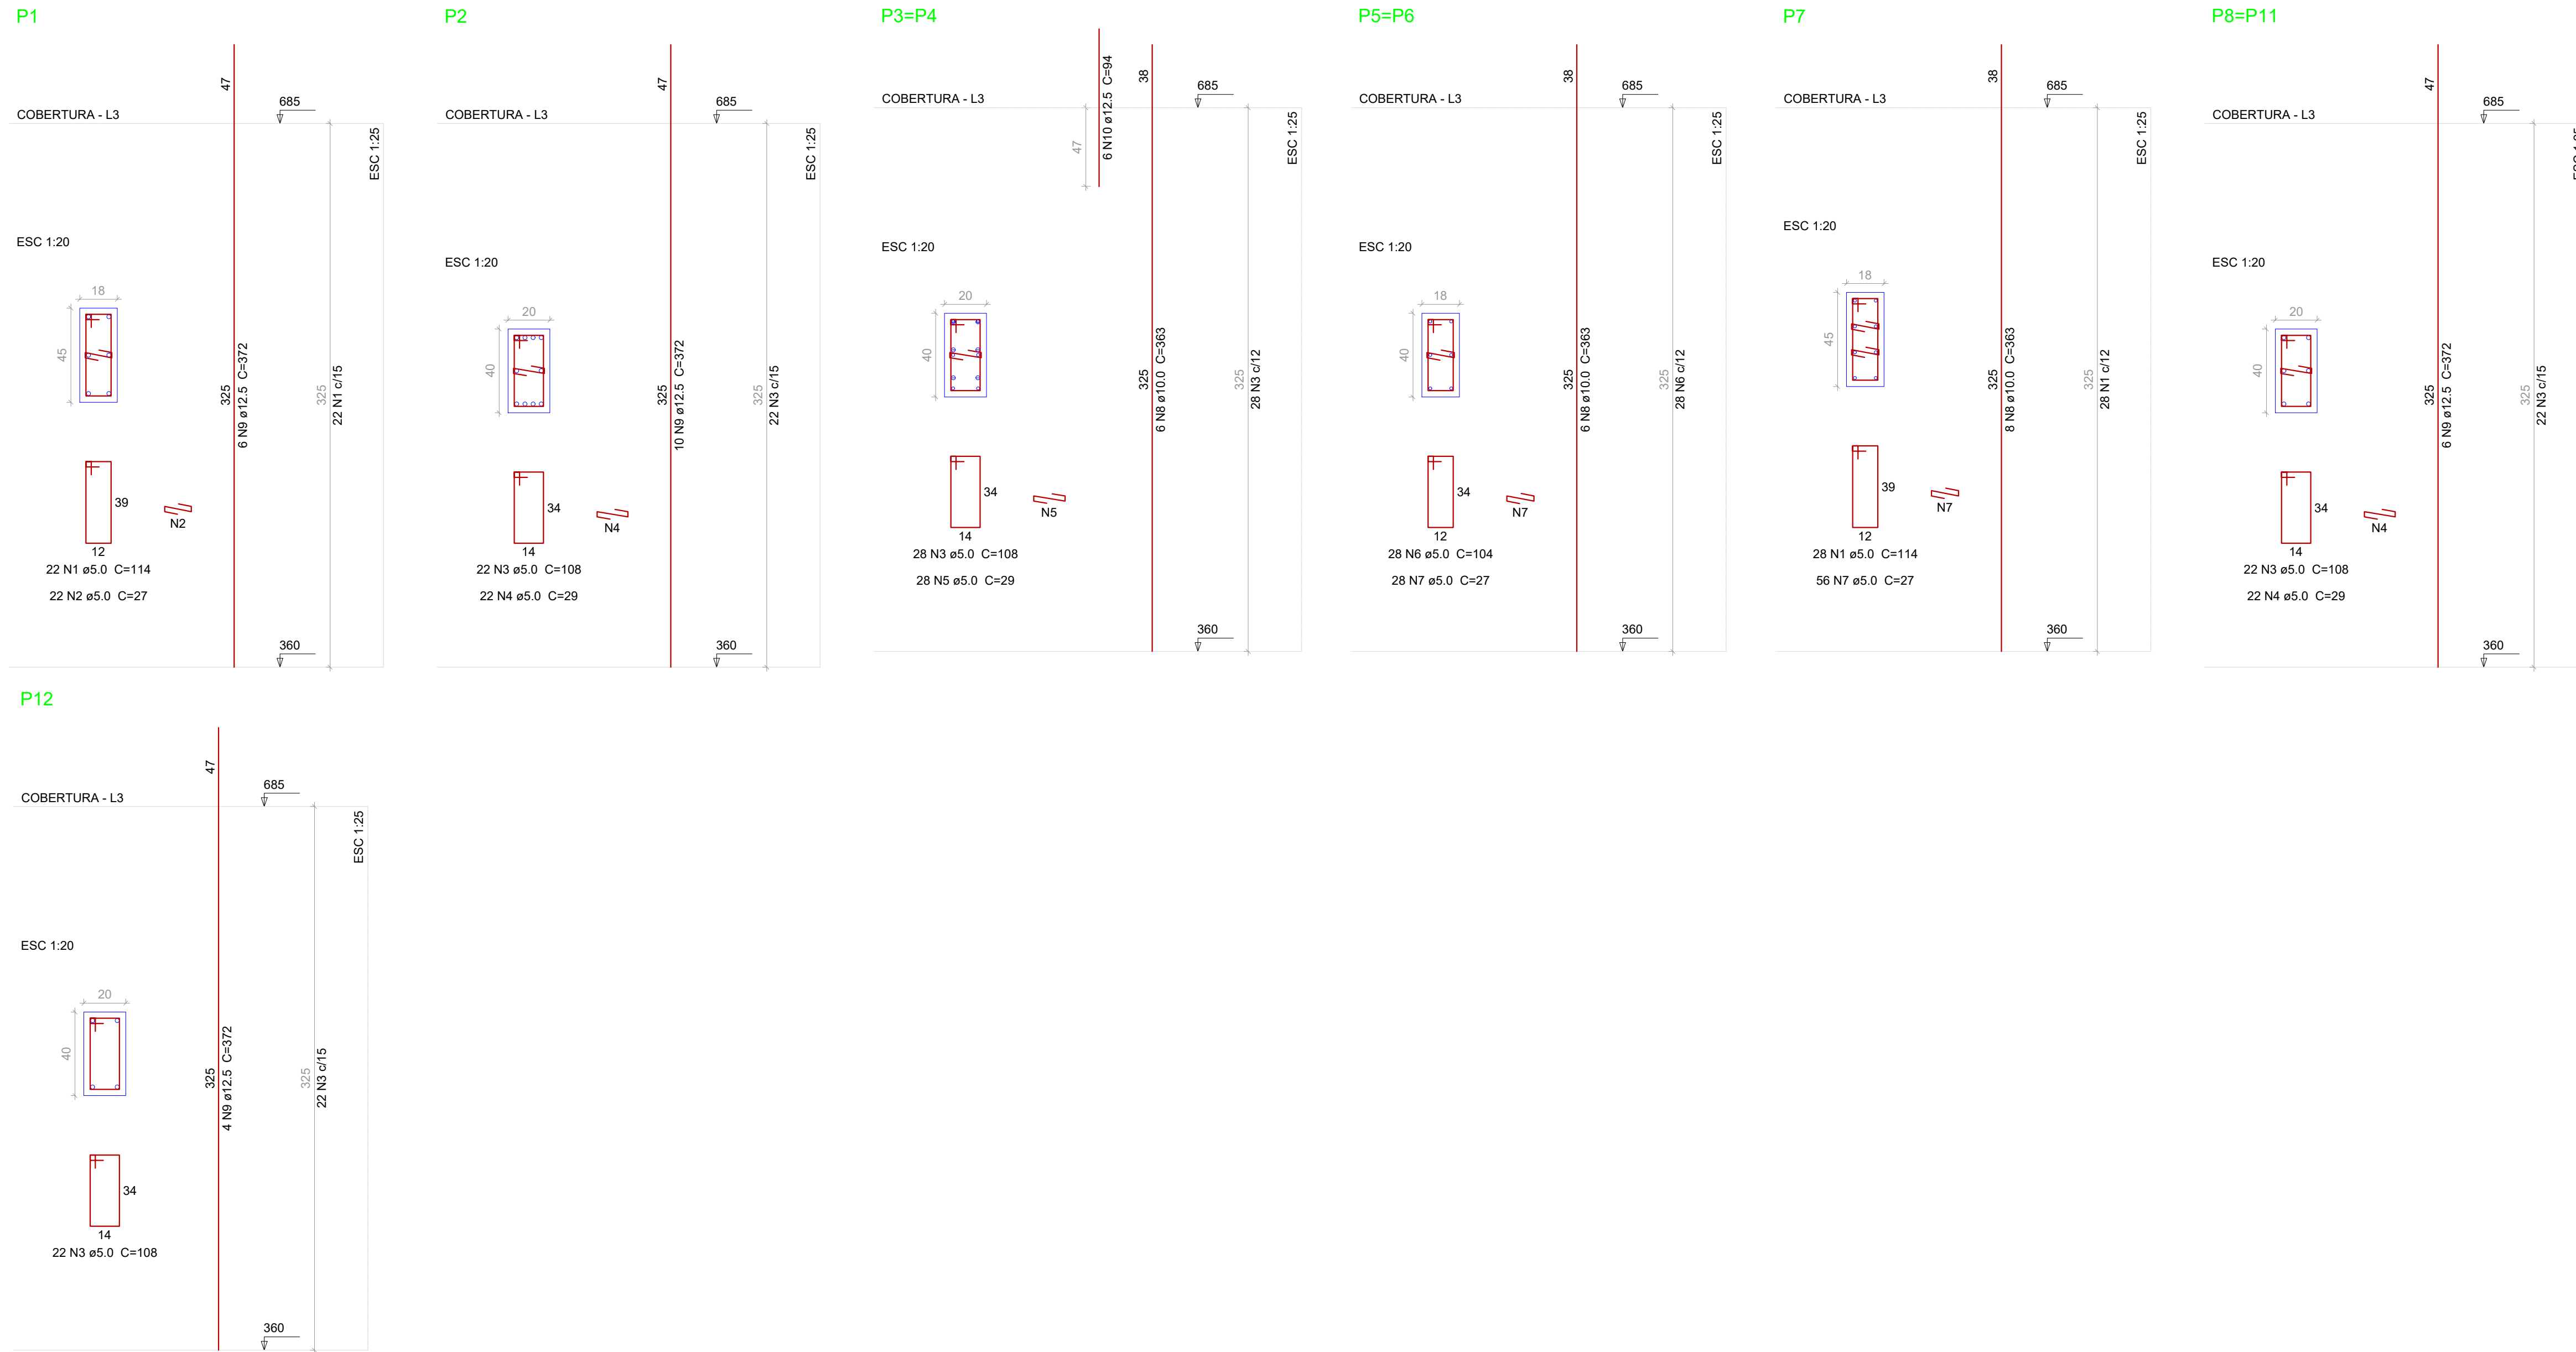 P1
47
685
COBERTURA - L3
ESC 1:25
ESC 1:20
18
45
325
6 N9 ø12.5 C=372
325
22 N1 c/15
39
12
N2
22 N1 ø5.0 C=114
22 N2 ø5.0 C=27
360
P2
47
685
COBERTURA - L3
ESC 1:25
ESC 1:20
20
40
325
10 N9 ø12.5 C=372
325
22 N3 c/15
34
14
N4
22 N3 ø5.0 C=108
22 N4 ø5.0 C=29
360
P3=P4
47
6 N10 ø12.5 C=94
38
685
COBERTURA - L3
ESC 1:25
ESC 1:20
20
40
325
6 N8 ø10.0 C=363
325
28 N3 c/12
34
14
N5
28 N3 ø5.0 C=108
28 N5 ø5.0 C=29
360
P5=P6
38
685
COBERTURA - L3
ESC 1:25
ESC 1:20
18
40
325
6 N8 ø10.0 C=363
325
28 N6 c/12
34
12
N7
28 N6 ø5.0 C=104
28 N7 ø5.0 C=27
360
P7
38
685
COBERTURA - L3
ESC 1:25
ESC 1:20
18
45
325
8 N8 ø10.0 C=363
325
28 N1 c/12
39
12
N7
28 N1 ø5.0 C=114
56 N7 ø5.0 C=27
360
P8=P11
47
685
COBERTURA - L3
ESC 1:20
20
40
325
6 N9 ø12.5 C=372
325
22 N3 c/15
34
14
N4
22 N3 ø5.0 C=108
22 N4 ø5.0 C=29
360
P12
47
685
COBERTURA - L3
ESC 1:25
ESC 1:20
20
40
325
4 N9 ø12.5 C=372
325
22 N3 c/15
34
14
22 N3 ø5.0 C=108
360